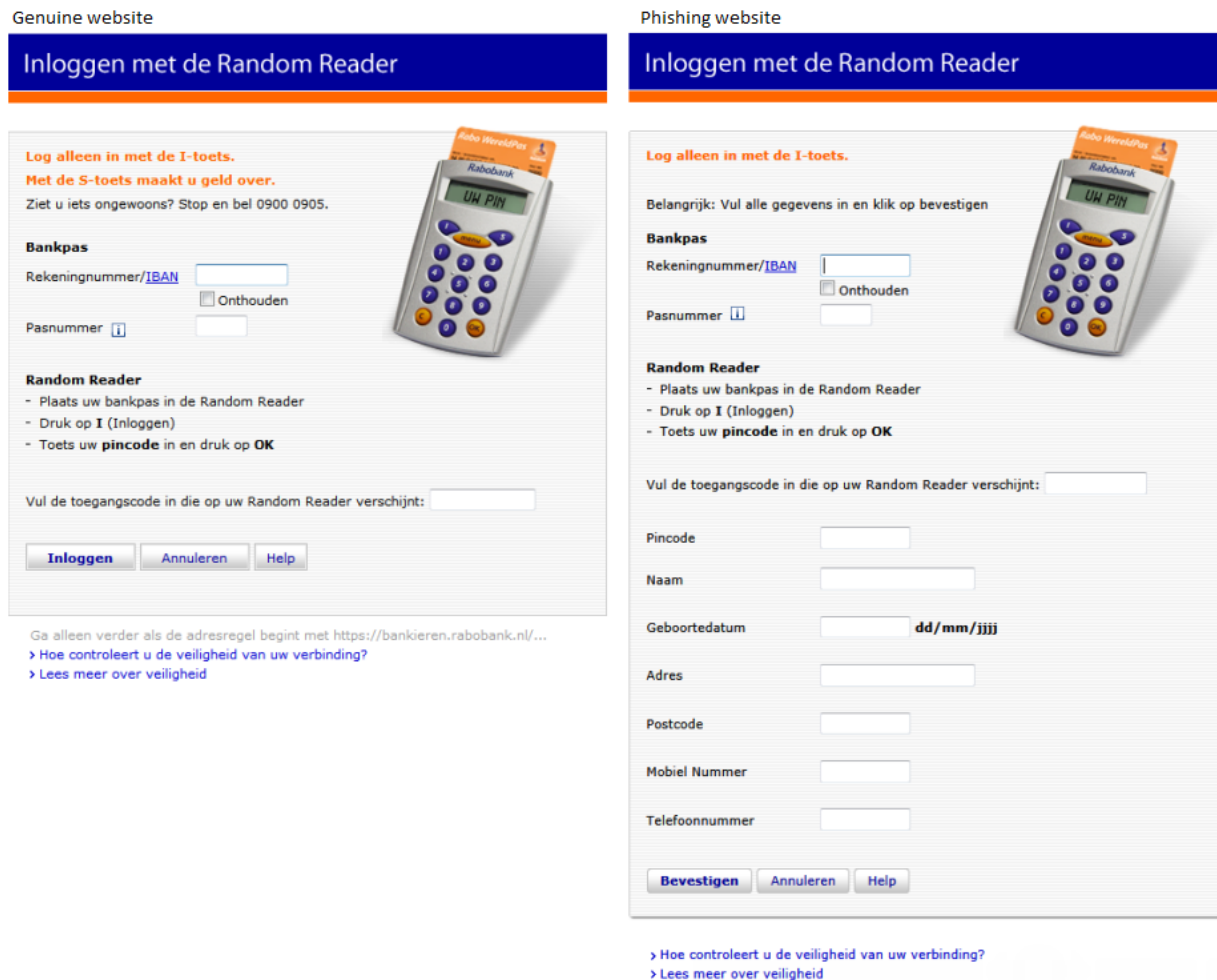 Genuine website
Inloggen met de Random Reader
Log alleen in met de I-toets.
Met de S-toets maakt u geld over.
Ziet u iets ongewoons? Stop en bel 0900 0905.
Rabo WereldPas
Rabobank
UW PIN
Bankpas
Rekeningnummer/IBAN
Onthouden
Pasnummer i
Random Reader
- Plaats uw bankpas in de Random Reader
- Druk op I (Inloggen)
- Toets uw pincode in en druk op OK
Vul de toegangscode in die op uw Random Reader verschijnt:
Inloggen Annuleren Help
Ga alleen verder als de adresregel begint met https://bankieren.rabobank.nl/...
> Hoe controleert u de veiligheid van uw verbinding?
> Lees meer over veiligheid
Phishing website
Inloggen met de Random Reader
Log alleen in met de I-toets.
Belangrijk: Vul alle gegevens in en klik op bevestigen
Rabo WereldPas
Rabobank
UW PIN
Bankpas
Rekeningnummer/IBAN
Onthouden
Pasnummer i
Random Reader
- Plaats uw bankpas in de Random Reader
- Druk op I (Inloggen)
- Toets uw pincode in en druk op OK
Vul de toegangscode in die op uw Random Reader verschijnt:
Pincode
Naam
Geboortedatum dd/mm/jjjj
Adres
Postcode
Mobiel Nummer
Telefoonnummer
Bevestigen Annuleren Help
> Hoe controleert u de veiligheid van uw verbinding?
> Lees meer over veiligheid